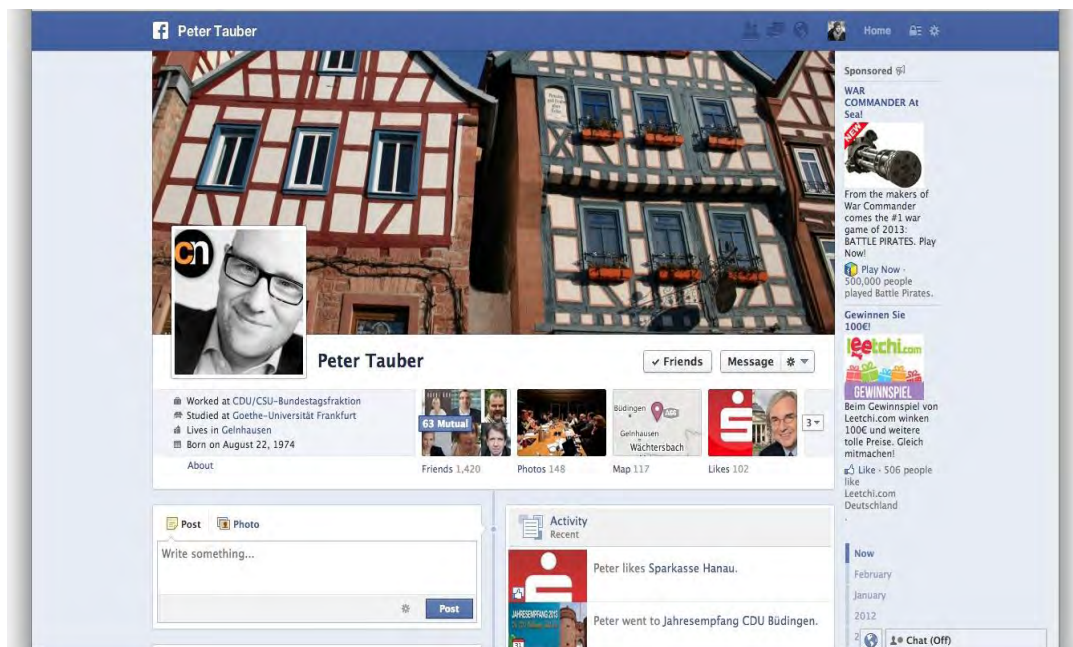 Peter Tauber
Home
Sponsored
WAR
COMMANDER At
Sea!
NEW
From the makers of
War Commander
comes the #1 war
game of 2013:
BATTLE PIRATES. Play
Now!
Play Now ·
500,000 people
played Battle Pirates.
Gewinnen Sie
100€!
leetchi.com
GEWINNSPIEL
Beim Gewinnspiel von
Leetchi.com winken
100€ und weitere
tolle Preise. Gleich
mitmachen!
Like · 506 people
like
Leetchi.com
Deutschland
.
cn
Peter Tauber
Friends
Message
Worked at CDU/CSU-Bundestagsfraktion
Studied at Goethe-Universität Frankfurt
Lives in Gelnhausen
Born on August 22, 1974
About
63 Mutual
Friends 1,420
Photos 148
Büdingen
A66
Gelnhausen
Wächtersbach
Map 117
Likes 102
3
Post
Photo
Write something...
Post
Activity
Recent
Peter likes Sparkasse Hanau.
JAHRESEMPFANG 2013
31
Peter went to Jahresempfang CDU Büdingen.
Now
February
January
2012
Chat (Off)